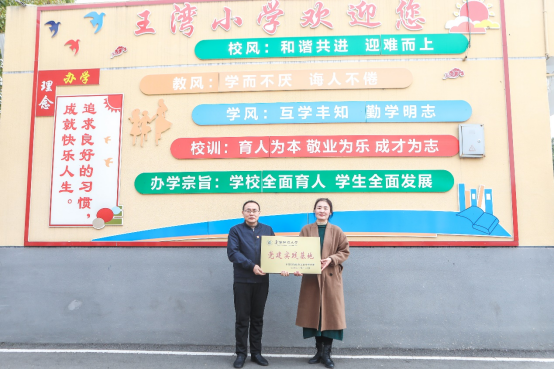 王湾小学欢迎您
校风：和谐共进 迎难而上
教风：学而不厌 诲人不倦
学风：互学丰知 勤学明志
校训：育人为本 敬业为乐 成才为志
办学宗旨：学校全面育人 学生全面发展
办学
理念
追求良好的习惯，
成就快乐人生。
党建实践基地